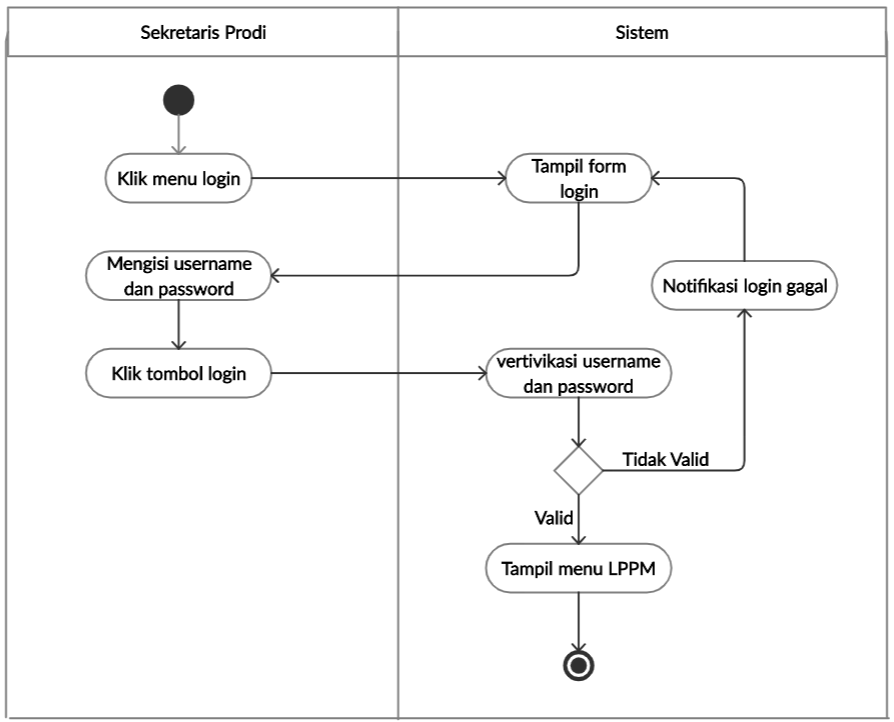 Sekretaris Prodi
Sistem
Klik menu login
Tampil form
login
Mengisi username
dan password
Notifikasi login gagal
Klik tombol login
vertivikasi username
dan password
Tidak Valid
Valid
Tampil menu LPPM